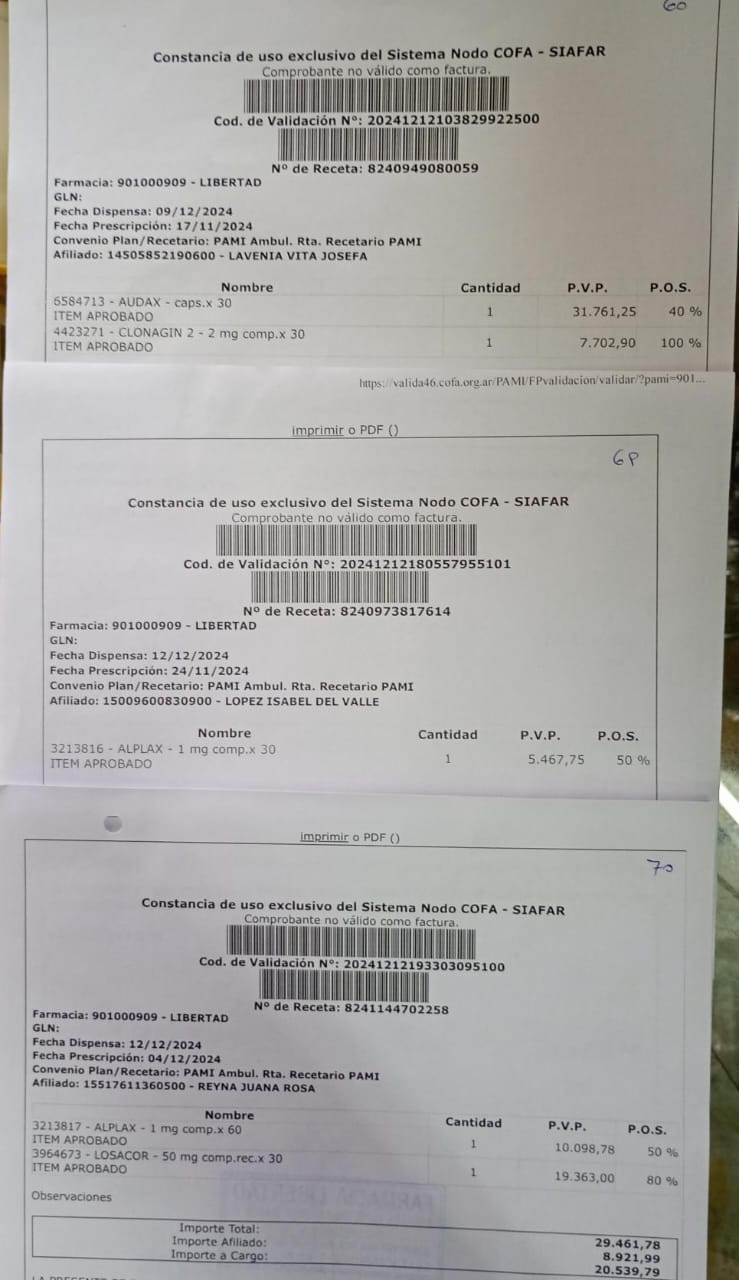 60
Constancia de uso exclusivo del Sistema Nodo COFA - SIAFAR
Comprobante no válido como factura.
Cod. de Validación Nº: 20241212103829922500
Nº de Receta: 8240949080059
Farmacia: 901000909 - LIBERTAD
GLN:
Fecha Dispensa: 09/12/2024
Fecha Prescripción: 17/11/2024
Convenio Plan/Recetario: PAMI Ambul. Rta. Recetario PAMI
Afiliado: 14505852190600 - LAVENIA VITA JOSEFA
Nombre Cantidad P.V.P. P.O.S.
6584713 - AUDAX - caps.x 30
ITEM APROBADO 1 31.761,25 40 %
4423271 - CLONAGIN 2 - 2 mg comp.x 30
ITEM APROBADO 1 7.702,90 100 %
https://valida46.cofa.org.ar/PAMI/FPvalidacion/validar/?pami=901...
imprimir o PDF ()
Constancia de uso exclusivo del Sistema Nodo COFA - SIAFAR
Comprobante no válido como factura.
Cod. de Validación Nº: 20241212180557955101
Nº de Receta: 8240973817614
Farmacia: 901000909 - LIBERTAD
GLN:
Fecha Dispensa: 12/12/2024
Fecha Prescripción: 24/11/2024
Convenio Plan/Recetario: PAMI Ambul. Rta. Recetario PAMI
Afiliado: 15009600830900 - LOPEZ ISABEL DEL VALLE
Nombre Cantidad P.V.P. P.O.S.
3213816 - ALPLAX - 1 mg comp.x 30
ITEM APROBADO 1 5.467,75 50 %
imprimir o PDF ()
70
Constancia de uso exclusivo del Sistema Nodo COFA - SIAFAR
Comprobante no válido como factura.
Cod. de Validación Nº: 20241212193303095100
Nº de Receta: 8241144702258
Farmacia: 901000909 - LIBERTAD
GLN:
Fecha Dispensa: 12/12/2024
Fecha Prescripción: 04/12/2024
Convenio Plan/Recetario: PAMI Ambul. Rta. Recetario PAMI
Afiliado: 15517611360500 - REYNA JUANA ROSA
Nombre Cantidad P.V.P. P.O.S.
3213817 - ALPLAX - 1 mg comp.x 60
ITEM APROBADO 1 10.098,78 50 %
3964673 - LOSACOR - 50 mg comp.rec.x 30
ITEM APROBADO 1 19.363,00 80 %
Observaciones
Importe Total: 29.461,78
Importe Afiliado: 8.921,99
Importe a Cargo: 20.539,79